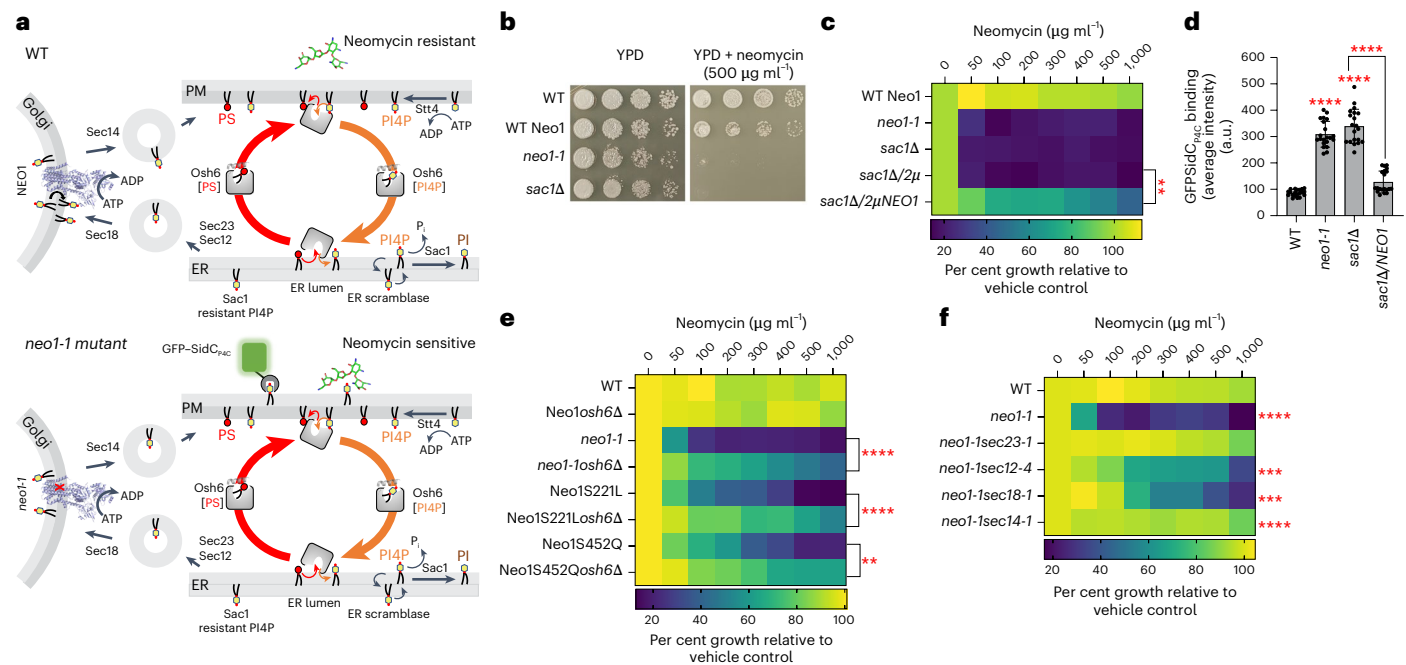 a
WT
Neomycin resistant
PM
PS
PI4P
Stt4
ADP
ATP
Golgi
Sec14
NEO1
ADP
ATP
Osh6
[PS]
Osh6
[PI4P]
Sec18
Sec23
Sec12
PI4P
Pi
Sac1
PI
ER
ER lumen
ER scramblase
Sac1
resistant PI4P
neo1-1 mutant
GFP–SidCP4C
Neomycin sensitive
PM
PS
PI4P
Stt4
ADP
ATP
Golgi
Sec14
neo1-1
ADP
ATP
Osh6
[PS]
Osh6
[PI4P]
Sec18
Sec23
Sec12
PI4P
Pi
Sac1
PI
ER
ER lumen
ER scramblase
Sac1
resistant PI4P
b
YPD
YPD + neomycin
(500 µg ml−1)
WT
WT Neo1
neo1-1
sac1Δ
c
Neomycin (µg ml−1)
0 50 100 200 300 400 500 1,000
WT Neo1
neo1-1
sac1Δ
sac1Δ/2µ
sac1Δ/2µNEO1
**
20 40 60 80 100
Per cent growth relative to
vehicle control
d
GFPSidCP4C binding
(average intensity)
(a.u.)
600
500
400
300
200
100
0
****
****
****
WT
neo1-1
sac1Δ
sac1Δ/NEO1
e
Neomycin (µg ml−1)
0 50 100 200 300 400 500 1,000
WT
Neo1osh6Δ
neo1-1
neo1-1osh6Δ
Neo1S221L
Neo1S221Losh6Δ
Neo1S452Q
Neo1S452Qosh6Δ
****
****
**
20 40 60 80 100
Per cent growth relative to
vehicle control
f
Neomycin (µg ml−1)
0 50 100 200 300 400 500 1,000
WT
neo1-1
****
neo1-1sec23-1
neo1-1sec12-4
***
neo1-1sec18-1
***
neo1-1sec14-1
****
20 40 60 80 100
Per cent growth relative to
vehicle control